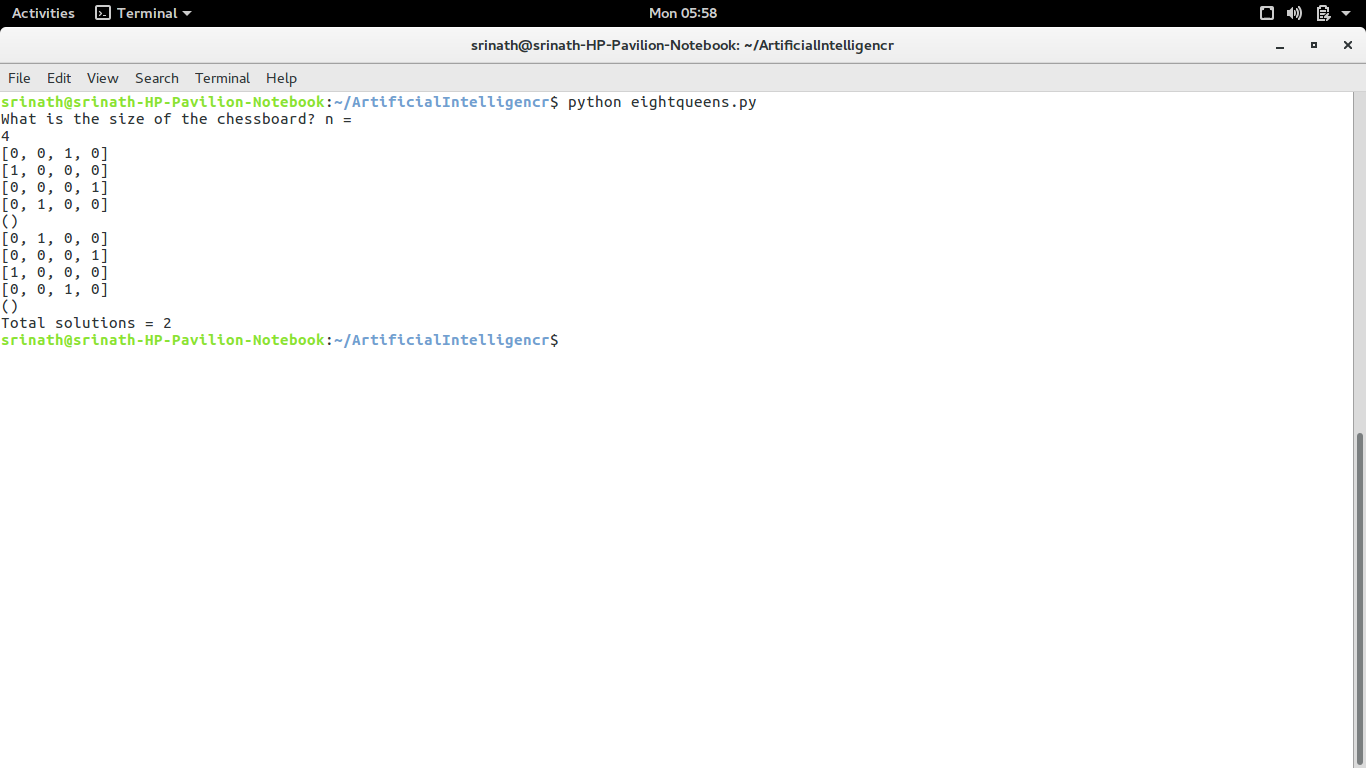 Activities Terminal Mon 05:58
srinath@srinath-HP-Pavilion-Notebook: ~/ArtificialIntelligencr
File Edit View Search Terminal Help
srinath@srinath-HP-Pavilion-Notebook:~/ArtificialIntelligencr$ python eightqueens.py
What is the size of the chessboard? n =
4
[0, 0, 1, 0]
[1, 0, 0, 0]
[0, 0, 0, 1]
[0, 1, 0, 0]
()
[0, 1, 0, 0]
[0, 0, 0, 1]
[1, 0, 0, 0]
[0, 0, 1, 0]
()
Total solutions = 2
srinath@srinath-HP-Pavilion-Notebook:~/ArtificialIntelligencr$